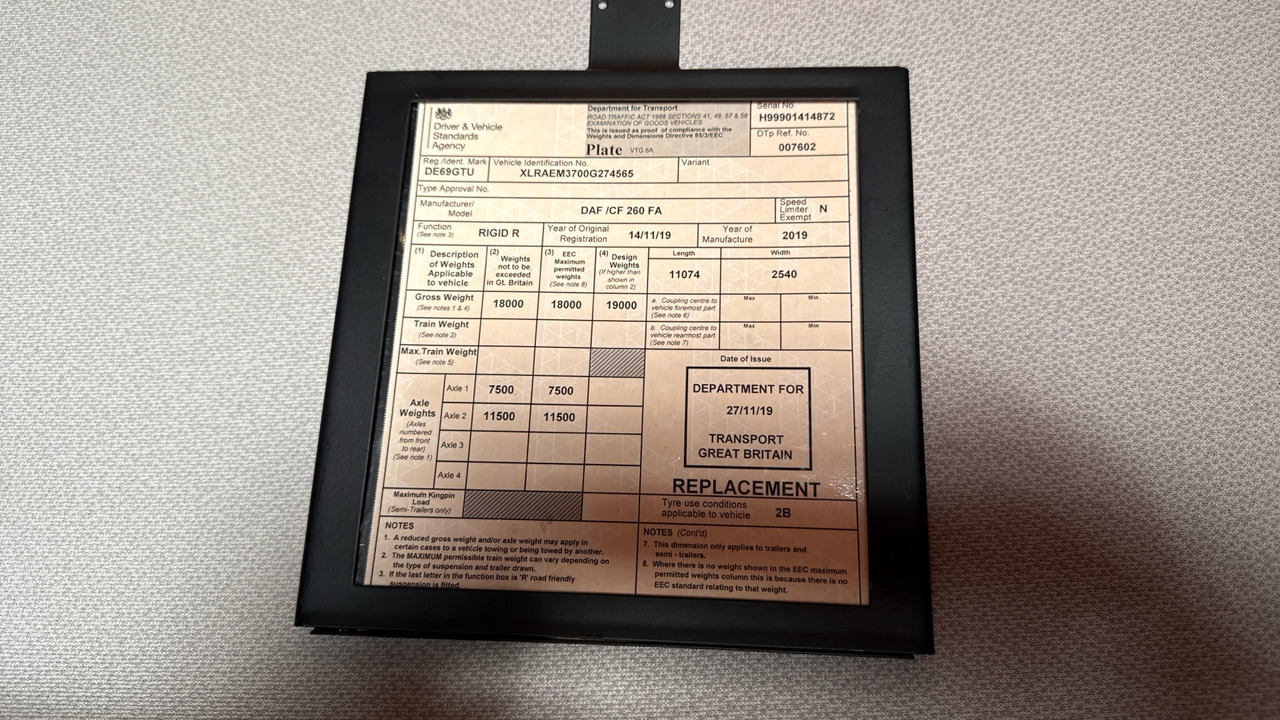 Driver & Vehicle
Standards
Agency
Department for Transport
ROAD TRAFFIC ACT 1988 SECTIONS 41, 49, 57 & 58
EXAMINATION OF GOODS VEHICLES
This is issued as proof of compliance with the
Weights and Dimensions Directive 85/3/EEC
Plate VTG 6A
Serial No.
H99901414872
DTp Ref. No.
007602
Reg./Ident. Mark
DE69GTU
Vehicle Identification No.
XLRAEM3700G274565
Variant
Type Approval No.
Manufacturer/
Model
DAF /CF 260 FA
Speed
Limiter
Exempt
N
Function
(See note 3)
RIGID R
Year of Original
Registration
14/11/19
Year of
Manufacture
2019
(1) Description
of Weights
Applicable
to vehicle
(2) Weights
not to be
exceeded
in Gt. Britain
(3) EEC
Maximum
permitted
weights
(See note 8)
(4) Design
Weights
(If higher than
shown in
column 2)
Length
11074
Width
2540
Gross Weight
(See notes 1 & 4)
18000
18000
19000
a. Coupling centre to
vehicle foremost part
(See note 6)
Max
Min
Train Weight
(See note 2)
b. Coupling centre to
vehicle rearmost part
(See note 7)
Max
Min
Max.Train Weight
(See note 5)
Axle
Weights
(Axles
numbered
from front
to rear)
(See note 1)
Axle 1
7500
7500
Axle 2
11500
11500
Axle 3
Axle 4
Date of Issue
DEPARTMENT FOR
27/11/19
TRANSPORT
GREAT BRITAIN
REPLACEMENT
Maximum Kingpin
Load
(Semi-Trailers only)
Tyre use conditions
applicable to vehicle
2B
NOTES
1. A reduced gross weight and/or axle weight may apply in
certain cases to a vehicle towing or being towed by another.
2. The MAXIMUM permissible train weight can vary depending on
the type of suspension and trailer drawn.
3. If the last letter in the function box is 'R' road friendly
suspension is fitted.
NOTES (Cont'd)
7. This dimension only applies to trailers and
semi - trailers.
8. Where there is no weight shown in the EEC maximum
permitted weights column this is because there is no
EEC standard relating to that weight.